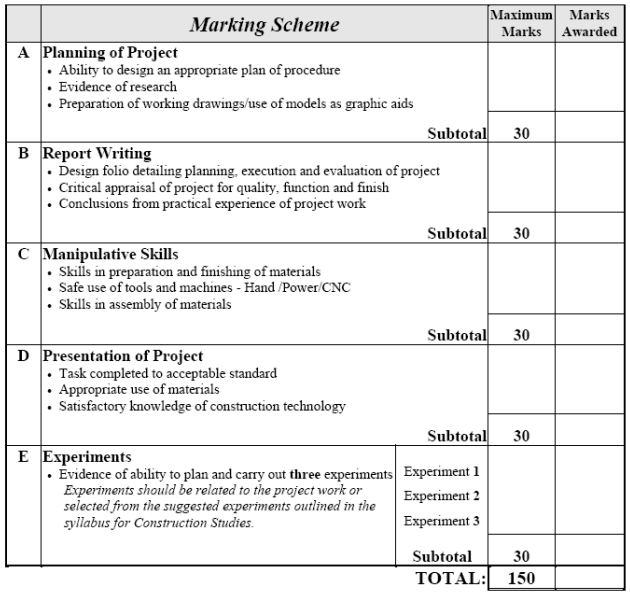 Marking Scheme Maximum Marks
Marks Awarded
A Planning of Project
• Ability to design an appropriate plan of procedure
• Evidence of research
• Preparation of working drawings/use of models as graphic aids
Subtotal 30
B Report Writing
• Design folio detailing planning, execution and evaluation of project
• Critical appraisal of project for quality, function and finish
• Conclusions from practical experience of project work
Subtotal 30
C Manipulative Skills
• Skills in preparation and finishing of materials
• Safe use of tools and machines - Hand /Power/CNC
• Skills in assembly of materials
Subtotal 30
D Presentation of Project
• Task completed to acceptable standard
• Appropriate use of materials
• Satisfactory knowledge of construction technology
Subtotal 30
E Experiments
• Evidence of ability to plan and carry out three experiments
Experiments should be related to the project work or
selected from the suggested experiments outlined in the
syllabus for Construction Studies.
Experiment 1
Experiment 2
Experiment 3
Subtotal 30
TOTAL: 150